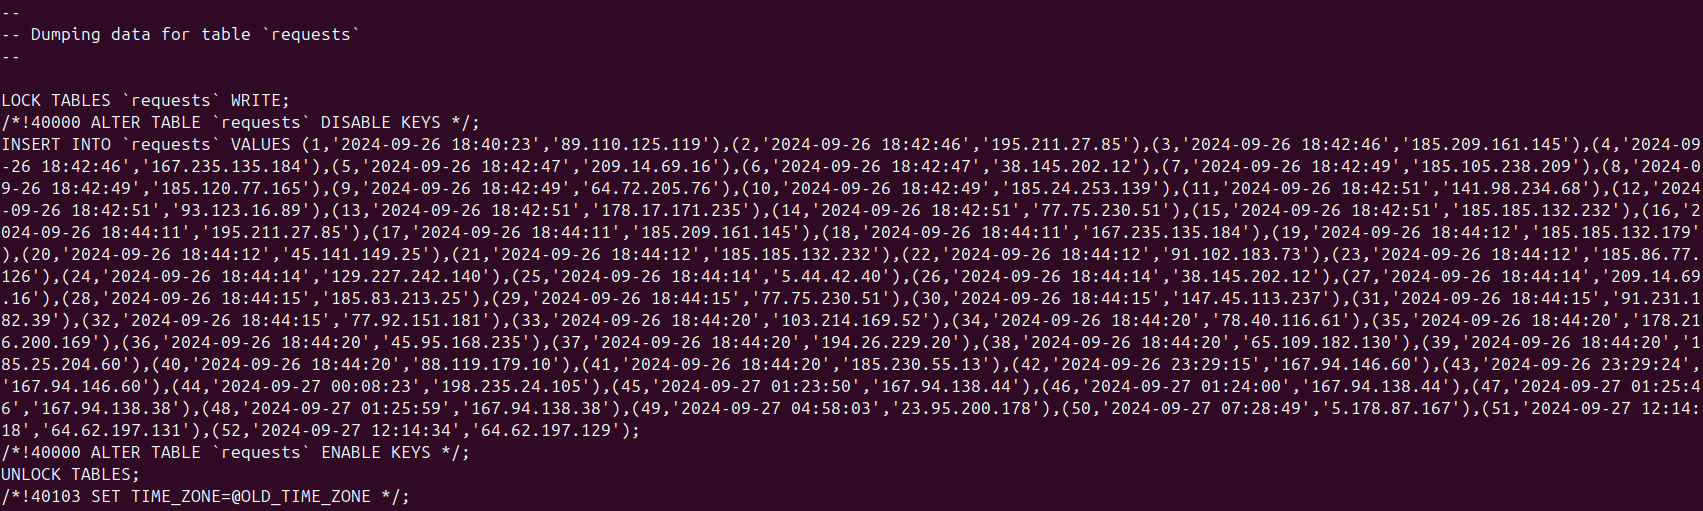 --
-- Dumping data for table `requests`
--
LOCK TABLES `requests` WRITE;
/*!40000 ALTER TABLE `requests` DISABLE KEYS */;
INSERT INTO `requests` VALUES (1,'2024-09-26 18:40:23','89.110.125.119'),(2,'2024-09-26 18:42:46','195.211.27.85'),(3,'2024-09-26 18:42:46','185.209.161.145'),(4,'2024-09
-26 18:42:46','167.235.135.184'),(5,'2024-09-26 18:42:47','209.14.69.16'),(6,'2024-09-26 18:42:47','38.145.202.12'),(7,'2024-09-26 18:42:49','185.105.238.209'),(8,'2024-0
9-26 18:42:49','185.120.77.165'),(9,'2024-09-26 18:42:49','64.72.205.76'),(10,'2024-09-26 18:42:49','185.24.253.139'),(11,'2024-09-26 18:42:51','141.98.234.68'),(12,'2024
-09-26 18:42:51','93.123.16.89'),(13,'2024-09-26 18:42:51','178.17.171.235'),(14,'2024-09-26 18:42:51','77.75.230.51'),(15,'2024-09-26 18:42:51','185.185.132.232'),(16,'2
024-09-26 18:44:11','195.211.27.85'),(17,'2024-09-26 18:44:11','185.209.161.145'),(18,'2024-09-26 18:44:11','167.235.135.184'),(19,'2024-09-26 18:44:12','185.185.132.179'
),(20,'2024-09-26 18:44:12','45.141.149.25'),(21,'2024-09-26 18:44:12','185.185.132.232'),(22,'2024-09-26 18:44:12','91.102.183.73'),(23,'2024-09-26 18:44:12','185.86.77.
126'),(24,'2024-09-26 18:44:14','129.227.242.140'),(25,'2024-09-26 18:44:14','5.44.42.40'),(26,'2024-09-26 18:44:14','38.145.202.12'),(27,'2024-09-26 18:44:14','209.14.69
.16'),(28,'2024-09-26 18:44:15','185.83.213.25'),(29,'2024-09-26 18:44:15','77.75.230.51'),(30,'2024-09-26 18:44:15','147.45.113.237'),(31,'2024-09-26 18:44:15','91.231.1
82.39'),(32,'2024-09-26 18:44:15','77.92.151.181'),(33,'2024-09-26 18:44:20','103.214.169.52'),(34,'2024-09-26 18:44:20','78.40.116.61'),(35,'2024-09-26 18:44:20','178.21
6.200.169'),(36,'2024-09-26 18:44:20','45.95.168.235'),(37,'2024-09-26 18:44:20','194.26.229.20'),(38,'2024-09-26 18:44:20','65.109.182.130'),(39,'2024-09-26 18:44:20','1
85.25.204.60'),(40,'2024-09-26 18:44:20','88.119.179.10'),(41,'2024-09-26 18:44:20','185.230.55.13'),(42,'2024-09-26 23:29:15','167.94.146.60'),(43,'2024-09-26 23:29:24',
'167.94.146.60'),(44,'2024-09-27 00:08:23','198.235.24.105'),(45,'2024-09-27 01:23:50','167.94.138.44'),(46,'2024-09-27 01:24:00','167.94.138.44'),(47,'2024-09-27 01:25:4
6','167.94.138.38'),(48,'2024-09-27 01:25:59','167.94.138.38'),(49,'2024-09-27 04:58:03','23.95.200.178'),(50,'2024-09-27 07:28:49','5.178.87.167'),(51,'2024-09-27 12:14:
18','64.62.197.131'),(52,'2024-09-27 12:14:34','64.62.197.129');
/*!40000 ALTER TABLE `requests` ENABLE KEYS */;
UNLOCK TABLES;
/*!40103 SET TIME_ZONE=@OLD_TIME_ZONE */;